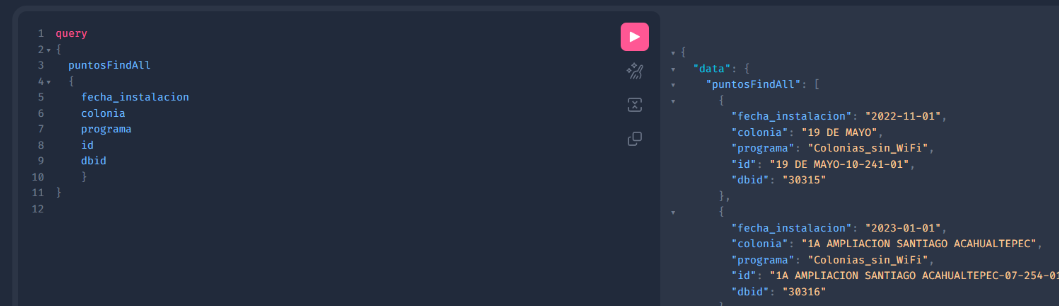 1 query
2 {
3 puntosFindAll
4 {
5 fecha_instalacion
6 colonia
7 programa
8 id
9 dbid
10 }
11 }
12
{
"data": {
"puntosFindAll": [
{
"fecha_instalacion": "2022-11-01",
"colonia": "19 DE MAYO",
"programa": "Colonias_sin_WiFi",
"id": "19 DE MAYO-10-241-01",
"dbid": "30315"
},
{
"fecha_instalacion": "2023-01-01",
"colonia": "1A AMPLIACION SANTIAGO ACAHUALTEPEC",
"programa": "Colonias_sin_WiFi",
"id": "1A AMPLIACION SANTIAGO ACAHUALTEPEC-07-254-01
"dbid": "30316"